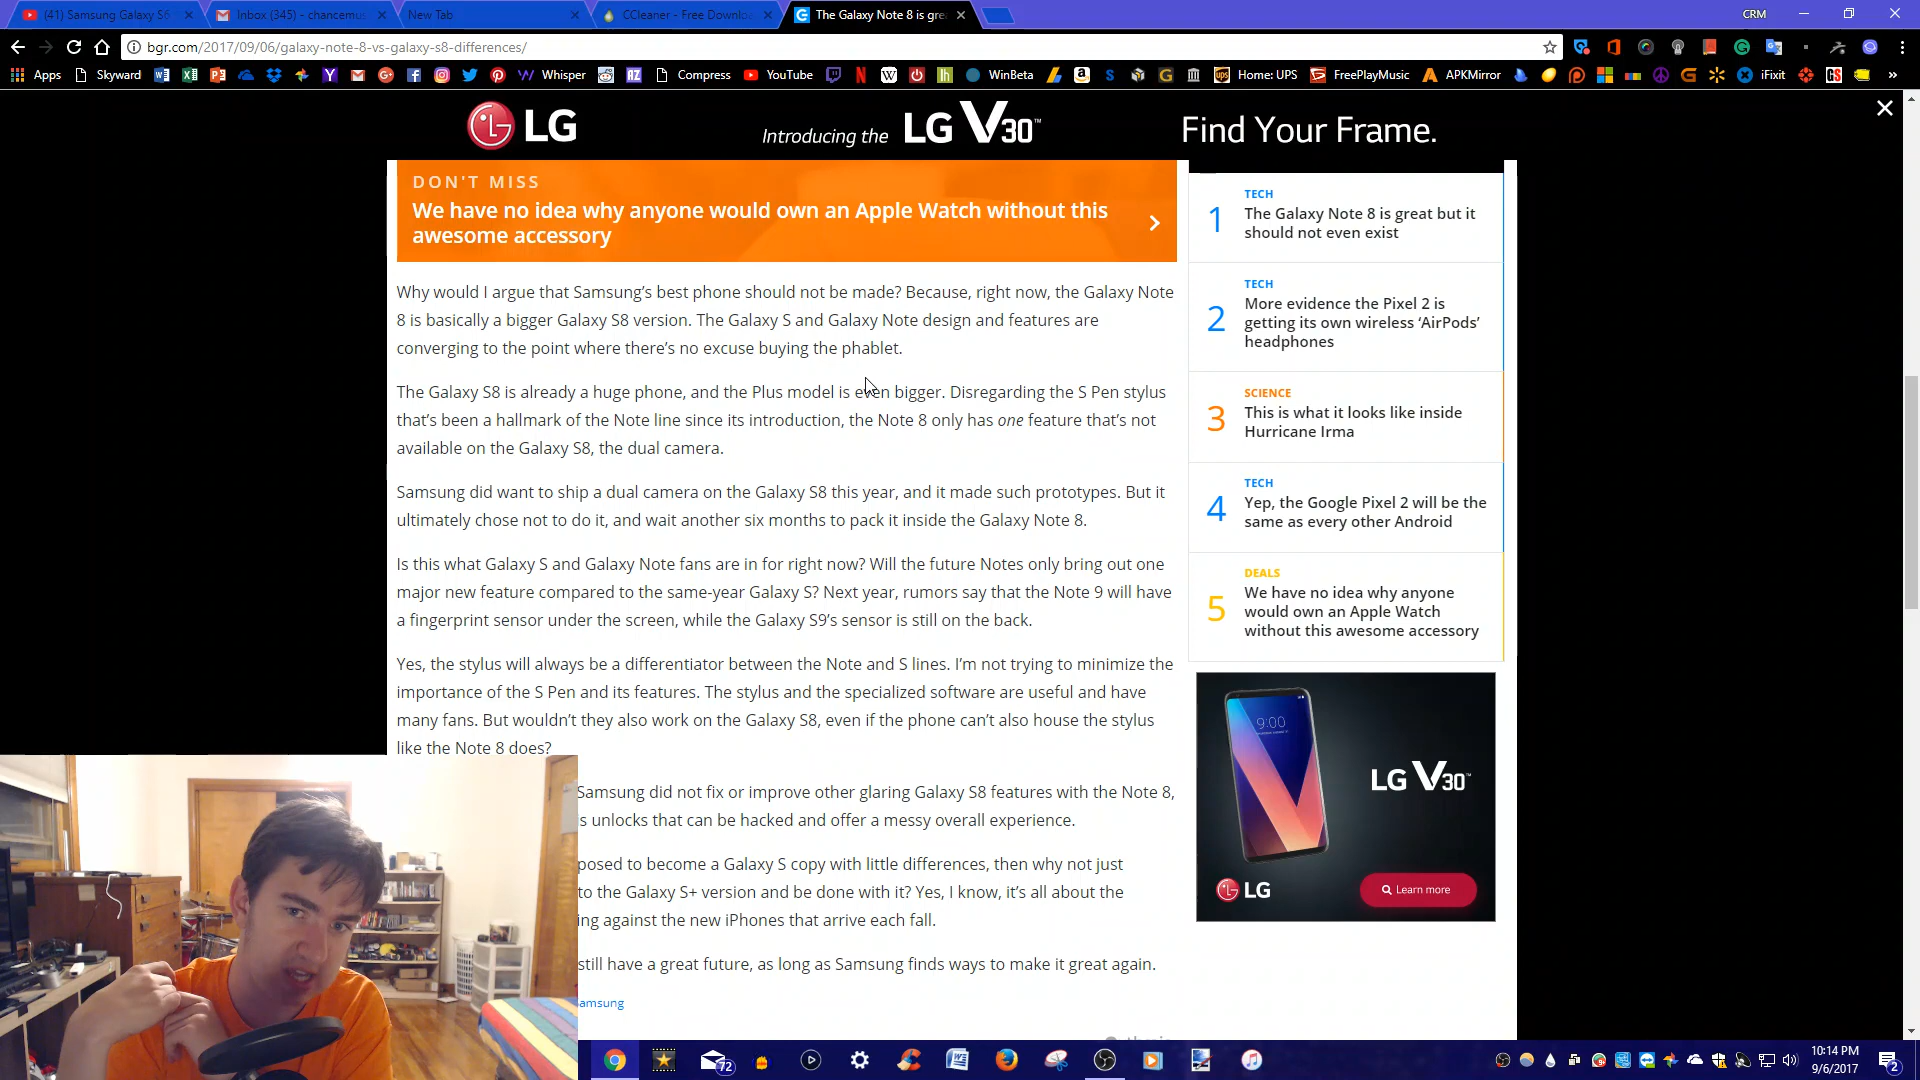 (41) Samsung Galaxy S6
Inbox (345) - chancemus
New Tab
CCleaner - Free Downlo
The Galaxy Note 8 is gre
CRM
bgr.com/2017/09/06/galaxy-note-8-vs-galaxy-s8-differences/
Apps
Skyward
Whisper
Compress
YouTube
WinBeta
Home: UPS
FreePlayMusic
APKMirror
iFixit
LG
Introducing the LG V30™
Find Your Frame.
DON'T MISS
We have no idea why anyone would own an Apple Watch without this
awesome accessory
Why would I argue that Samsung's best phone should not be made? Because, right now, the Galaxy Note
8 is basically a bigger Galaxy S8 version. The Galaxy S and Galaxy Note design and features are
converging to the point where there's no excuse buying the phablet.
The Galaxy S8 is already a huge phone, and the Plus model is even bigger. Disregarding the S Pen stylus
that's been a hallmark of the Note line since its introduction, the Note 8 only has one feature that's not
available on the Galaxy S8, the dual camera.
Samsung did want to ship a dual camera on the Galaxy S8 this year, and it made such prototypes. But it
ultimately chose not to do it, and wait another six months to pack it inside the Galaxy Note 8.
Is this what Galaxy S and Galaxy Note fans are in for right now? Will the future Notes only bring out one
major new feature compared to the same-year Galaxy S? Next year, rumors say that the Note 9 will have
a fingerprint sensor under the screen, while the Galaxy S9's sensor is still on the back.
Yes, the stylus will always be a differentiator between the Note and S lines. I'm not trying to minimize the
importance of the S Pen and its features. The stylus and the specialized software are useful and have
many fans. But wouldn't they also work on the Galaxy S8, even if the phone can't also house the stylus
like the Note 8 does?
Samsung did not fix or improve other glaring Galaxy S8 features with the Note 8,
s unlocks that can be hacked and offer a messy overall experience.
posed to become a Galaxy S copy with little differences, then why not just
to the Galaxy S+ version and be done with it? Yes, I know, it's all about the
ing against the new iPhones that arrive each fall.
still have a great future, as long as Samsung finds ways to make it great again.
amsung
1
TECH
The Galaxy Note 8 is great but it
should not even exist
2
TECH
More evidence the Pixel 2 is
getting its own wireless 'AirPods'
headphones
3
SCIENCE
This is what it looks like inside
Hurricane Irma
4
TECH
Yep, the Google Pixel 2 will be the
same as every other Android
5
DEALS
We have no idea why anyone
would own an Apple Watch
without this awesome accessory
9:00
LG V30™
LG
Learn more
72
10:14 PM
9/6/2017
2